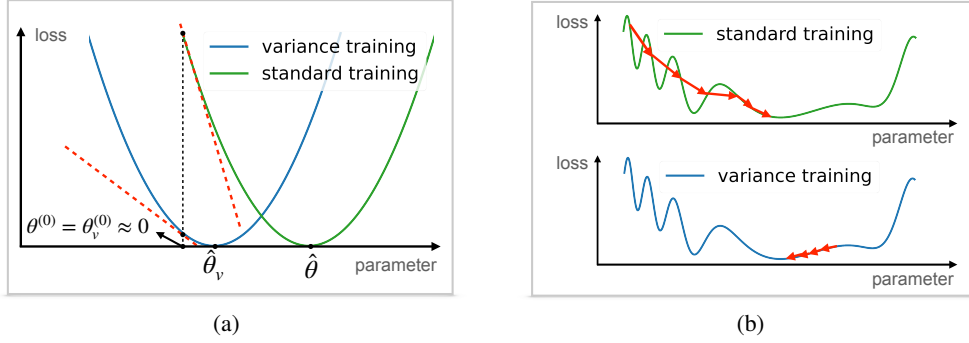 loss
variance training
standard training
θ^(0) = θ_v^(0) ≈ 0
θ̂_v
θ̂
parameter
(a)
loss
standard training
parameter
loss
variance training
parameter
(b)